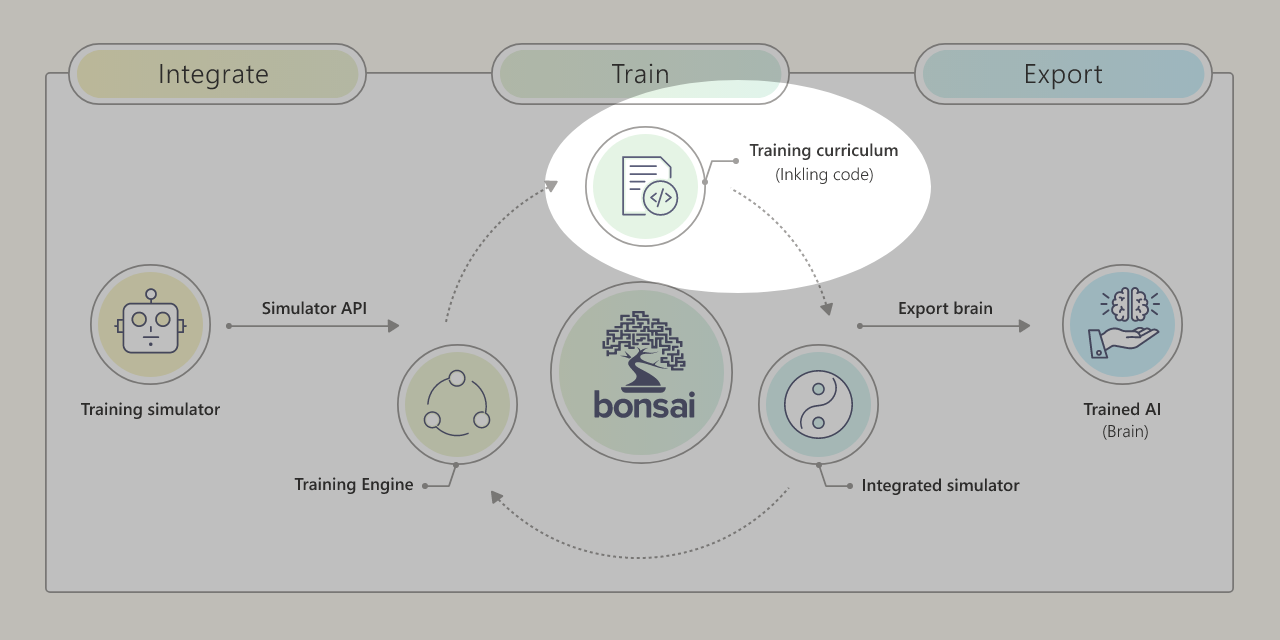 Integrate
Train
Export
Training curriculum
(Inkling code)
</>
Simulator API
Export brain
bonsai
Training simulator
Trained AI
(Brain)
Training Engine
Integrated simulator